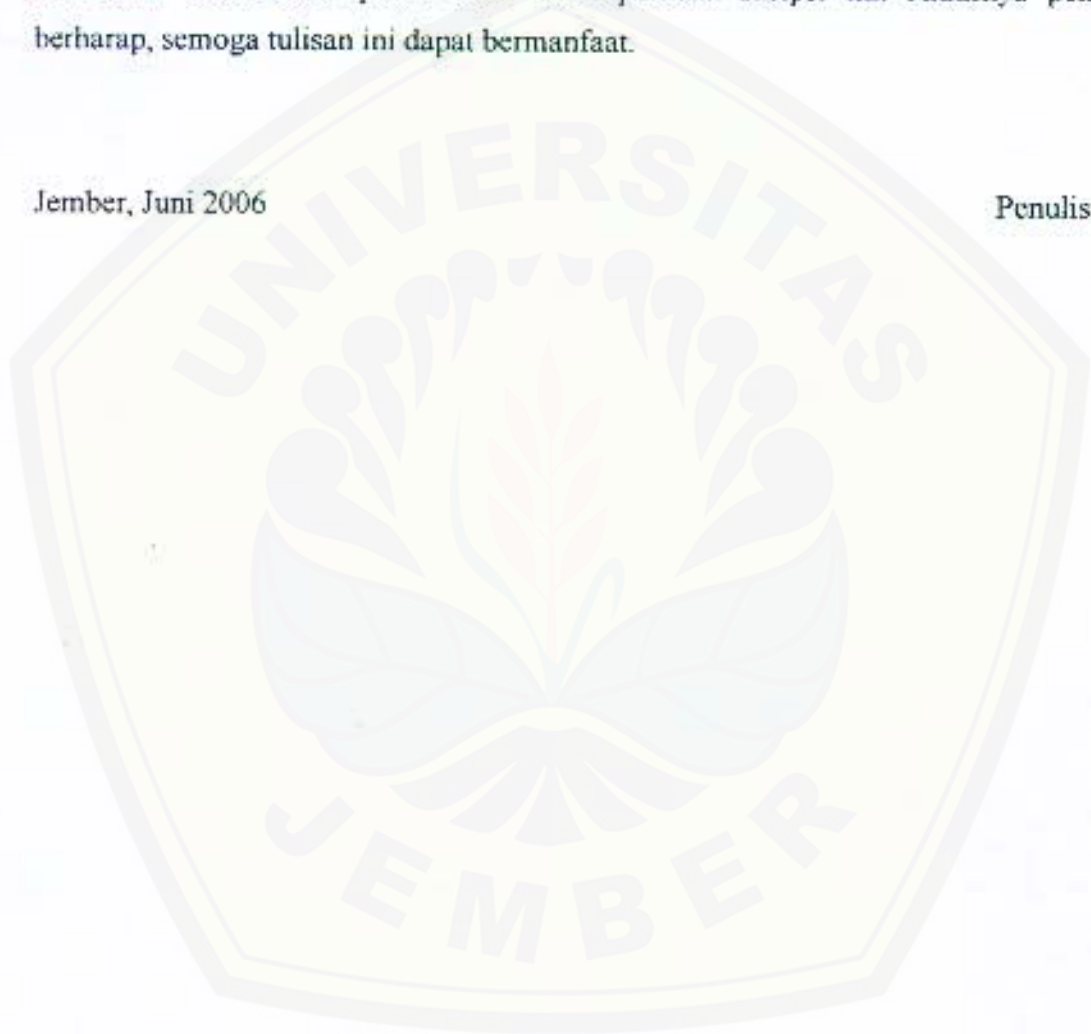 berharap, semoga tulisan ini dapat bermanfaat.
Jember, Juni 2006
Penulis
UNIVERSITAS
JEMBER